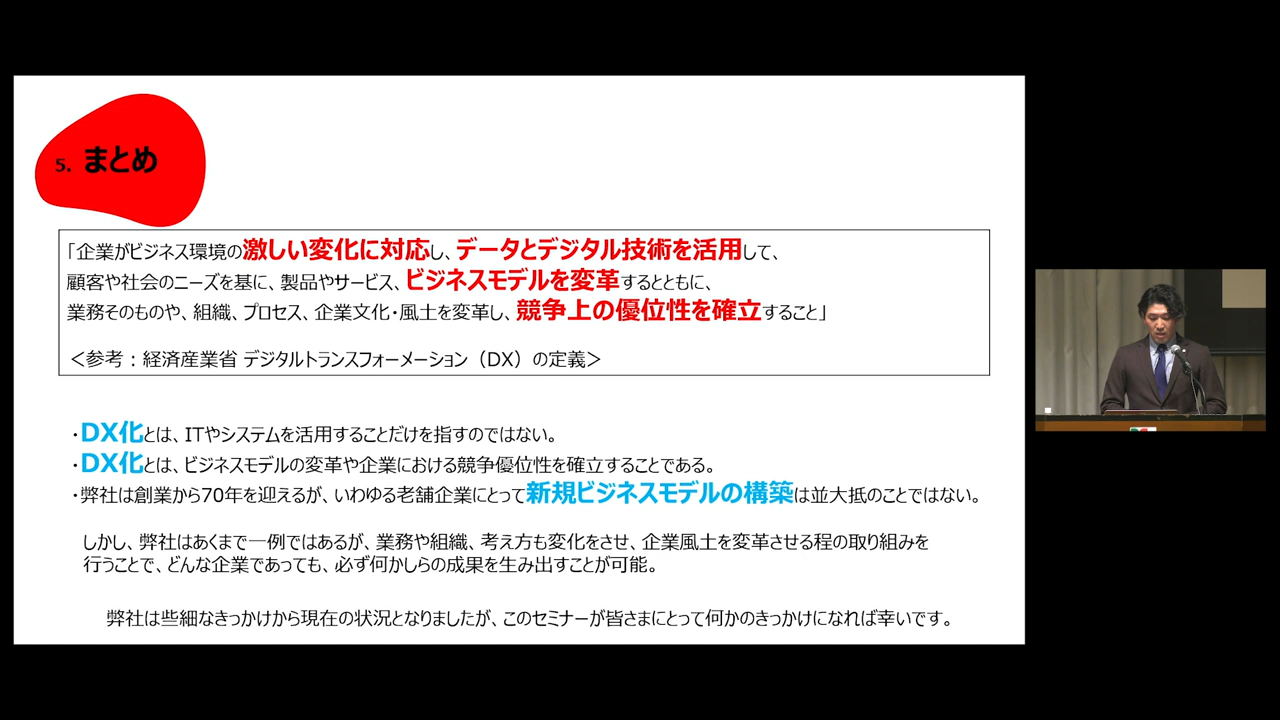 5. まとめ
「企業がビジネス環境の激しい変化に対応し、データとデジタル技術を活用して、
顧客や社会のニーズを基に、製品やサービス、ビジネスモデルを変革するとともに、
業務そのものや、組織、プロセス、企業文化・風土を変革し、競争上の優位性を確立すること」
＜参考：経済産業省 デジタルトランスフォーメーション（DX）の定義＞
・DX化とは、ITやシステムを活用することだけを指すのではない。
・DX化とは、ビジネスモデルの変革や企業における競争優位性を確立することである。
・弊社は創業から70年を迎えるが、いわゆる老舗企業にとって新規ビジネスモデルの構築は並大抵のことではない。
しかし、弊社はあくまで一例ではあるが、業務や組織、考え方も変化をさせ、企業風土を変革させる程の取り組みを
行うことで、どんな企業であっても、必ず何かしらの成果を生み出すことが可能。
弊社は些細なきっかけから現在の状況となりましたが、このセミナーが皆さまにとって何かのきっかけになれば幸いです。